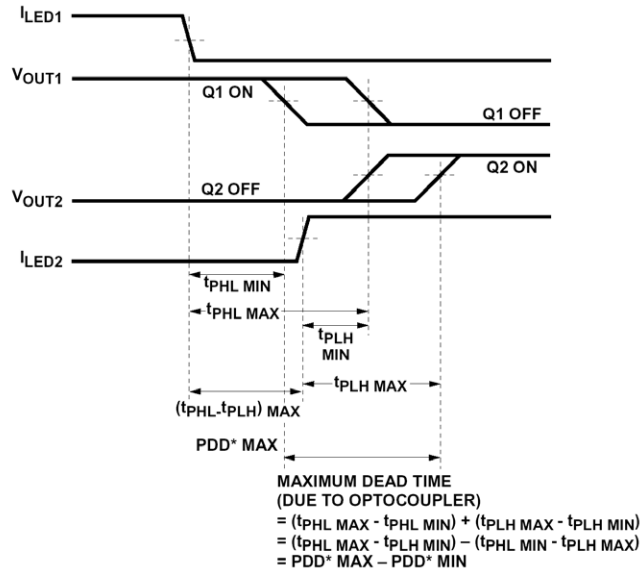 ILED1
VOUT1
Q1 ON
Q1 OFF
Q2 ON
VOUT2
Q2 OFF
ILED2
tPHL MIN
tPHL MAX
tPLH
MIN
tPLH MAX
(tPHL-tPLH) MAX
PDD* MAX
MAXIMUM DEAD TIME
(DUE TO OPTOCOUPLER)
= (tPHL MAX - tPHL MIN) + (tPLH MAX - tPLH MIN)
= (tPHL MAX - tPLH MIN) – (tPHL MIN - tPLH MAX)
= PDD* MAX – PDD* MIN